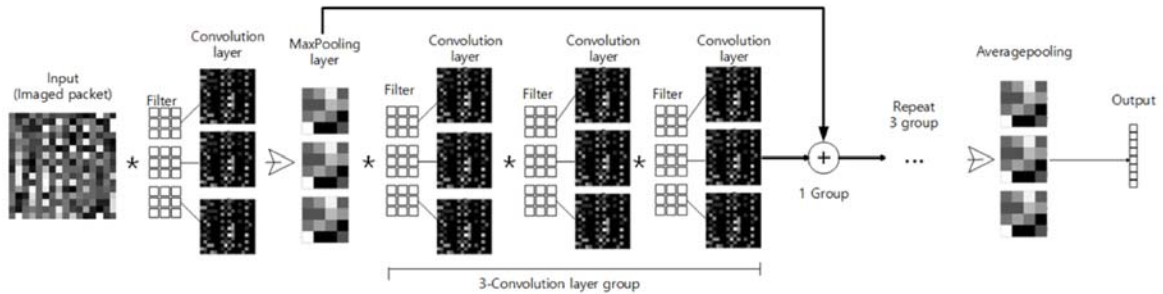 Input
(Imaged packet)
Filter
Convolution
layer
MaxPooling
layer
Filter
Convolution
layer
Filter
Convolution
layer
Filter
Convolution
layer
3-Convolution layer group
+
1 Group
Repeat
3 group
...
Averagepooling
Output
*
*
*
*